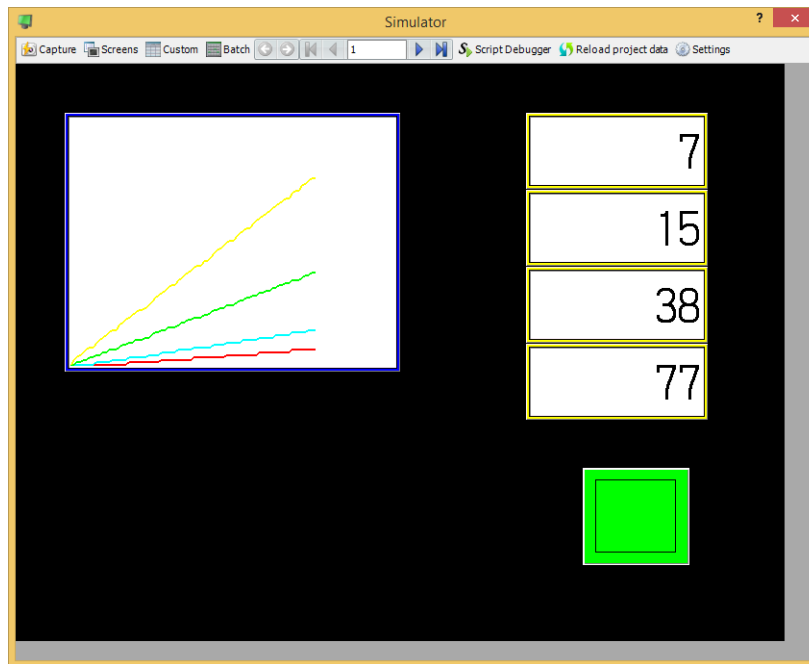 Simulator ?
Capture Screens Custom Batch 1 Script Debugger Reload project data Settings
7
15
38
77